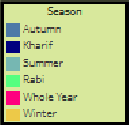 Season
Autumn
Kharif
Summer
Rabi
Whole Year
Winter